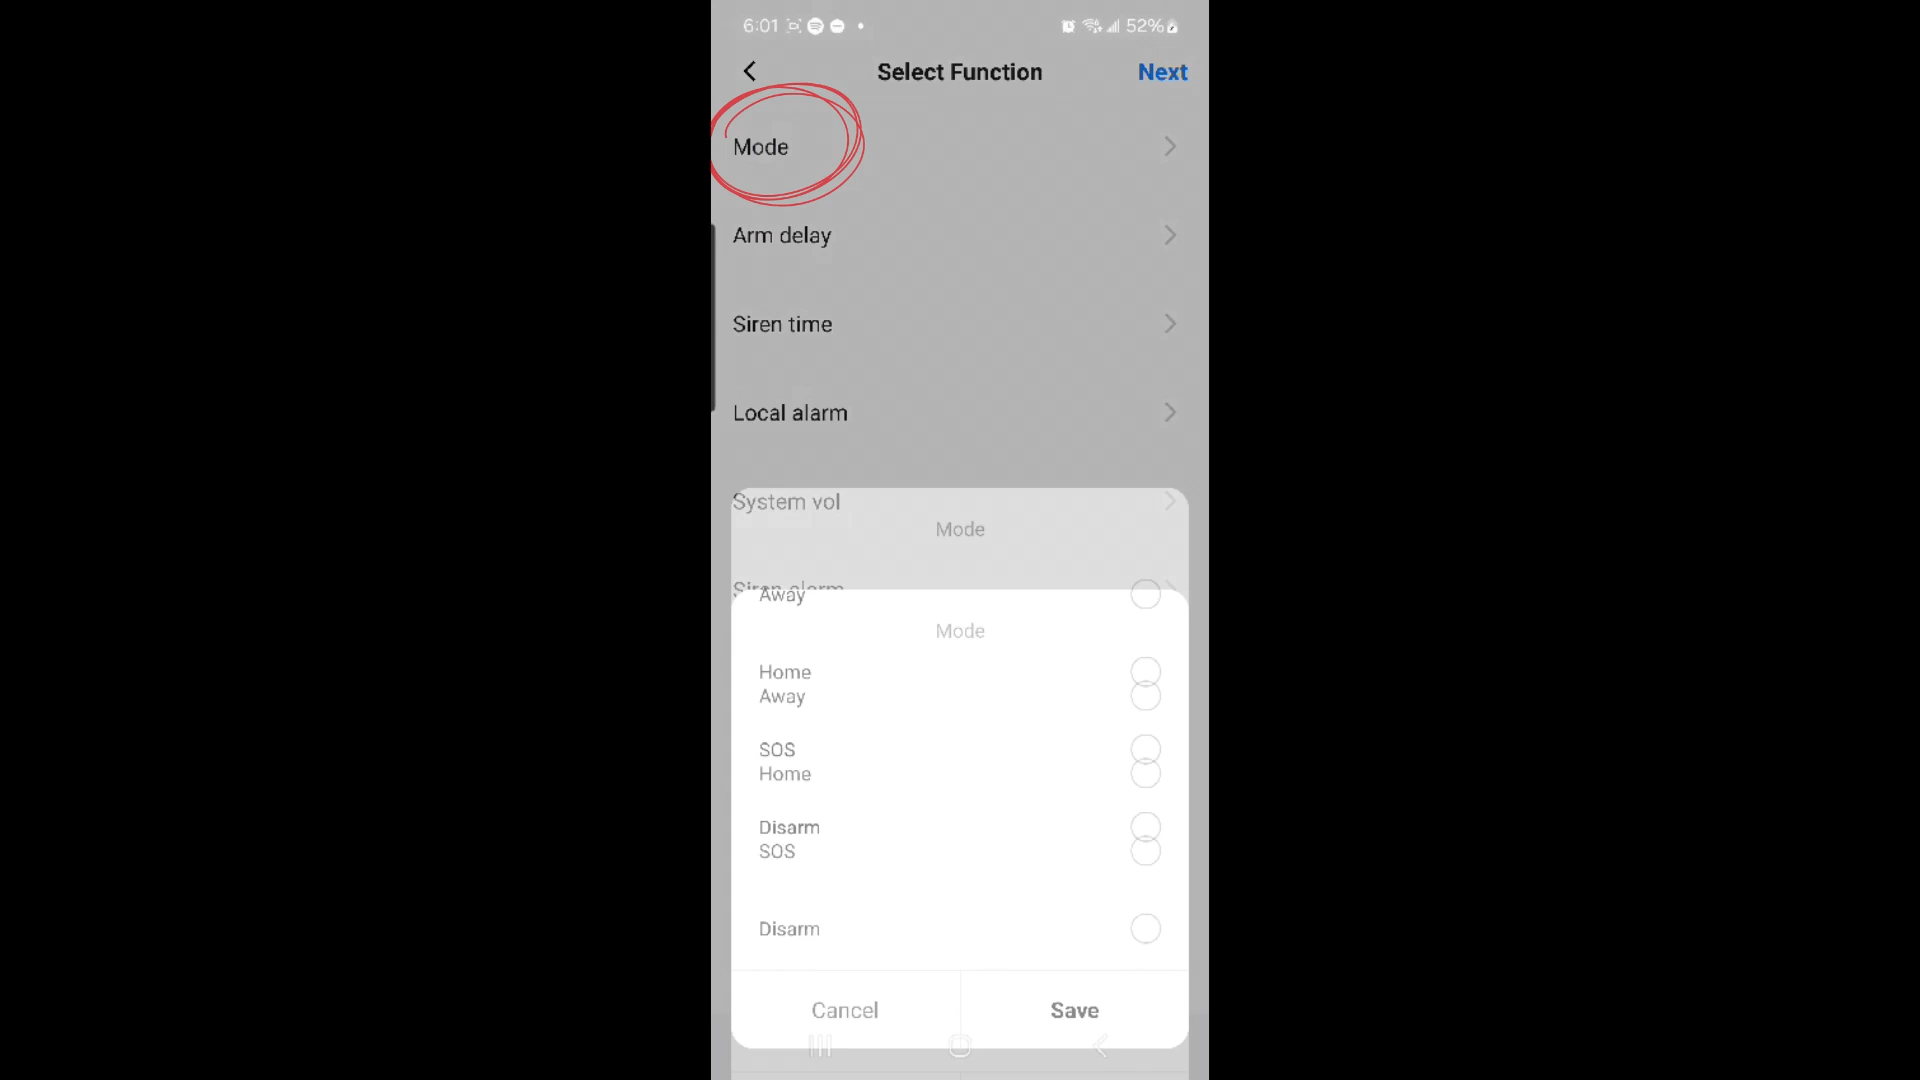 6:01 52%
Select Function Next
Mode
Arm delay
Siren time
Local alarm
System vol
Mode
Siren alarm
Away
Mode
Home
Away
SOS
Home
Disarm
SOS
Disarm
Cancel Save